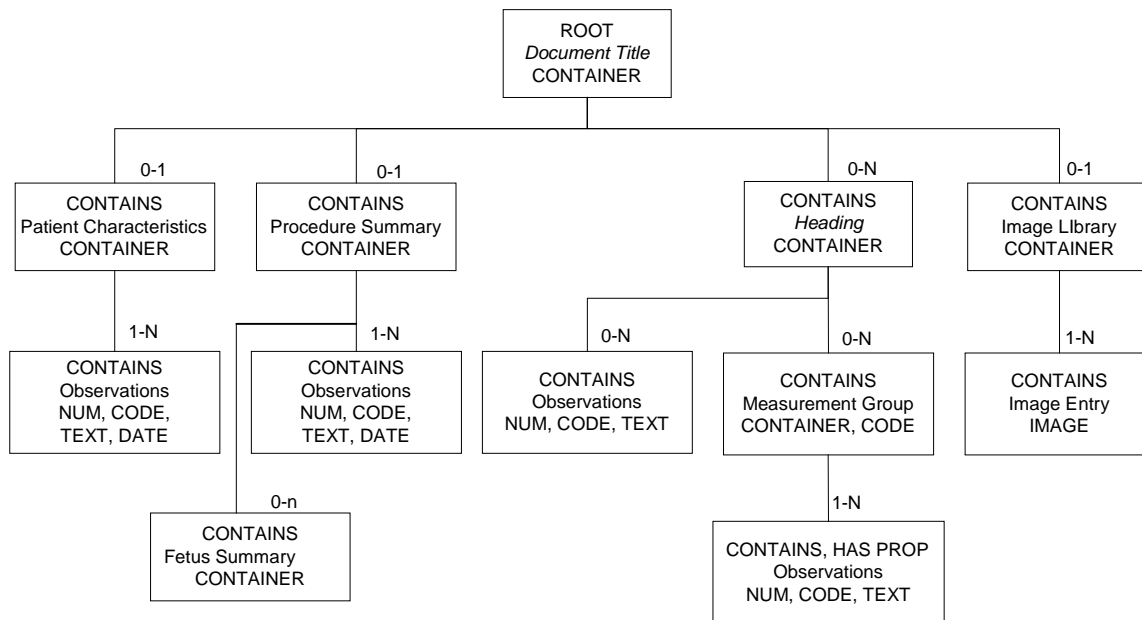 ROOT
Document Title
CONTAINER
0-1
0-1
0-N
0-1
CONTAINS
Patient Characteristics
CONTAINER
CONTAINS
Procedure Summary
CONTAINER
CONTAINS
Heading
CONTAINER
CONTAINS
Image LIbrary
CONTAINER
1-N
1-N
0-N
0-N
1-N
CONTAINS
Observations
NUM, CODE,
TEXT, DATE
CONTAINS
Observations
NUM, CODE,
TEXT, DATE
CONTAINS
Observations
NUM, CODE, TEXT
CONTAINS
Measurement Group
CONTAINER, CODE
CONTAINS
Image Entry
IMAGE
0-n
1-N
CONTAINS
Fetus Summary
CONTAINER
CONTAINS, HAS PROP
Observations
NUM, CODE, TEXT